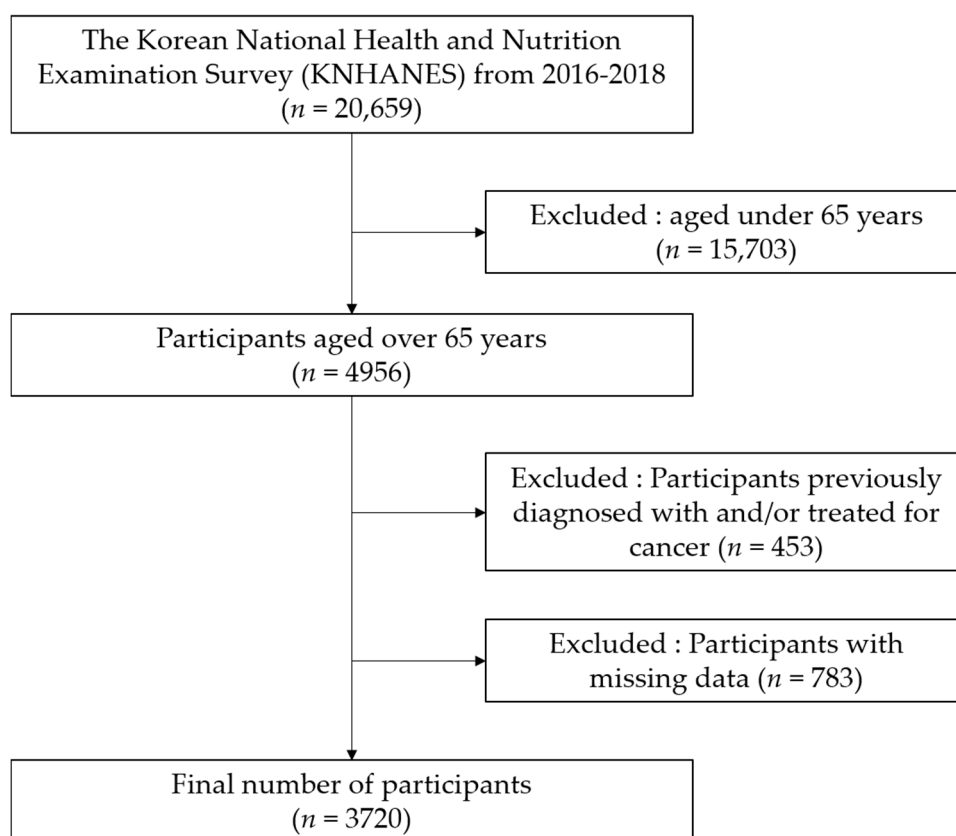 The Korean National Health and Nutrition
Examination Survey (KNHANES) from 2016-2018
(n = 20,659)
Excluded : aged under 65 years
(n = 15,703)
Participants aged over 65 years
(n = 4956)
Excluded : Participants previously
diagnosed with and/or treated for
cancer (n = 453)
Excluded : Participants with
missing data (n = 783)
Final number of participants
(n = 3720)